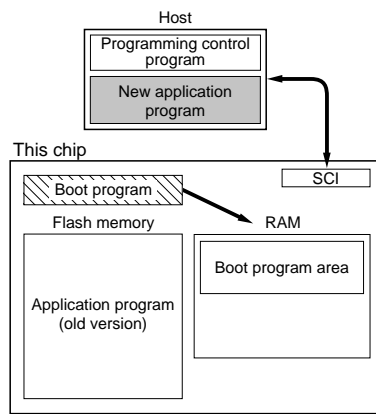 Host
Programming control
program
New application
program
This chip
SCI
Boot program
Flash memory
RAM
Boot program area
Application program
(old version)